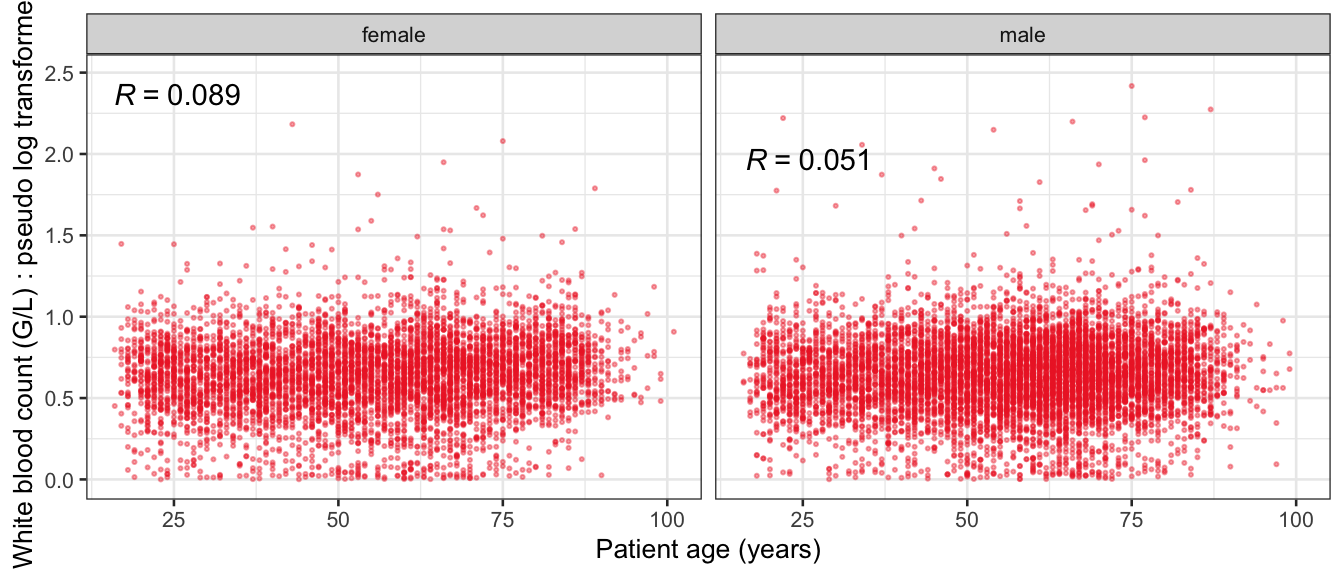 female
male
R = 0.089
R = 0.051
2.5
2.0
1.5
1.0
0.5
0.0
25 50 75 100
25 50 75 100
Patient age (years)
White blood count (G/L) : pseudo log transforme